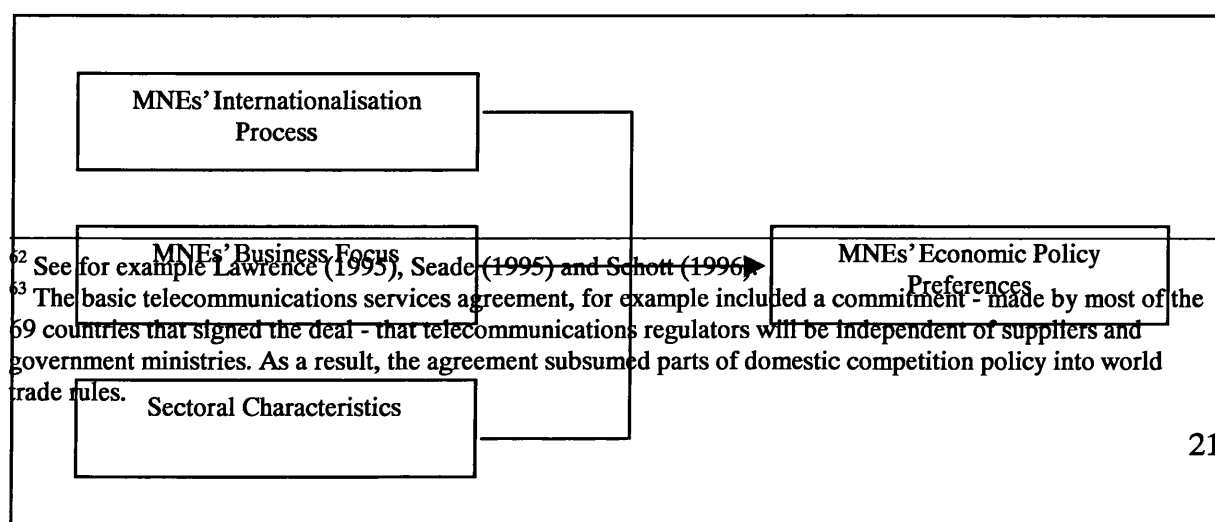 MNEs' Internationalisation
Process
MNEs' Business Focus
MNEs' Economic Policy
Preferences
Sectoral Characteristics
62 See for example Lawrence (1995), Seade (1995) and Schott (1996).
63 The basic telecommunications services agreement, for example included a commitment - made by most of the
69 countries that signed the deal - that telecommunications regulators will be independent of suppliers and
government ministries. As a result, the agreement subsumed parts of domestic competition policy into world
trade rules.
21